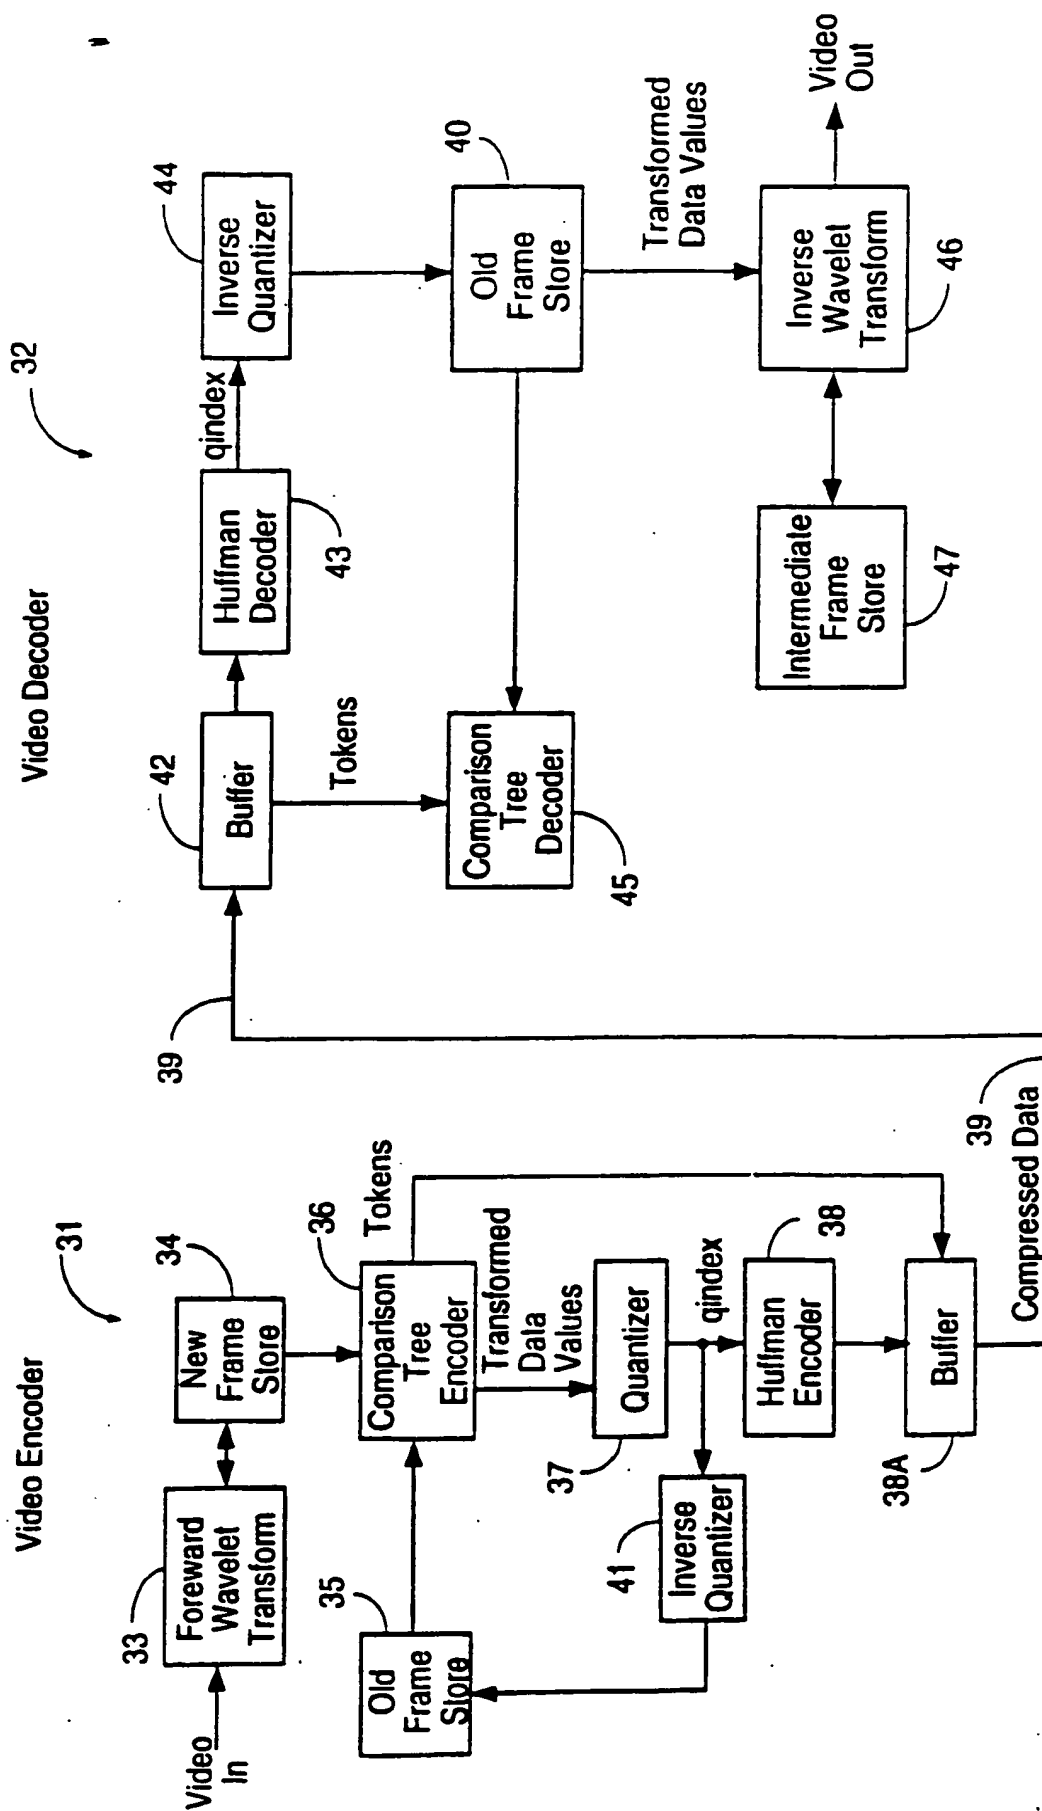 Video Encoder
31
Video
In
33
Foreward
Wavelet
Transform
34
New
Frame
Store
35
Old
Frame
Store
36
Comparison
Tree
Encoder
Tokens
Transformed
Data
Values
37
Quantizer
41
Inverse
Quantizer
qindex
38
Huffman
Encoder
38A
Buffer
39
Compressed Data
Video Decoder
32
39
42
Buffer
Tokens
Huffman
Decoder
43
qindex
44
Inverse
Quantizer
Comparison
Tree
Decoder
45
40
Old
Frame
Store
Transformed
Data Values
Intermediate
Frame
Store
47
Inverse
Wavelet
Transform
46
Video
Out